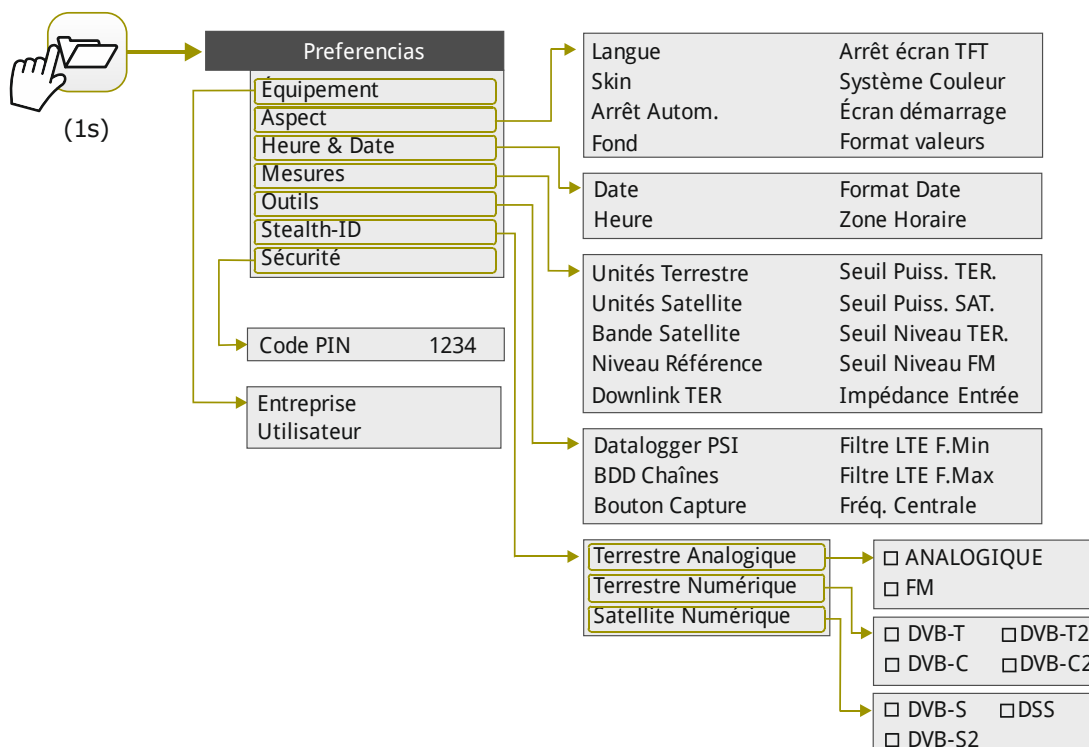 (1s)
Preferencias
Équipement
Aspect
Heure & Date
Mesures
Outils
Stealth-ID
Sécurité
Code PIN 1234
Entreprise
Utilisateur
Langue Arrêt écran TFT
Skin Système Couleur
Arrêt Autom. Écran démarrage
Fond Format valeurs
Date Format Date
Heure Zone Horaire
Unités Terrestre Seuil Puiss. TER.
Unités Satellite Seuil Puiss. SAT.
Bande Satellite Seuil Niveau TER.
Niveau Référence Seuil Niveau FM
Downlink TER Impédance Entrée
Datalogger PSI Filtre LTE F.Min
BDD Chaînes Filtre LTE F.Max
Bouton Capture Fréq. Centrale
Terrestre Analogique
Terrestre Numérique
Satellite Numérique
ANALOGIQUE
FM
DVB-T DVB-T2
DVB-C DVB-C2
DVB-S DSS
DVB-S2